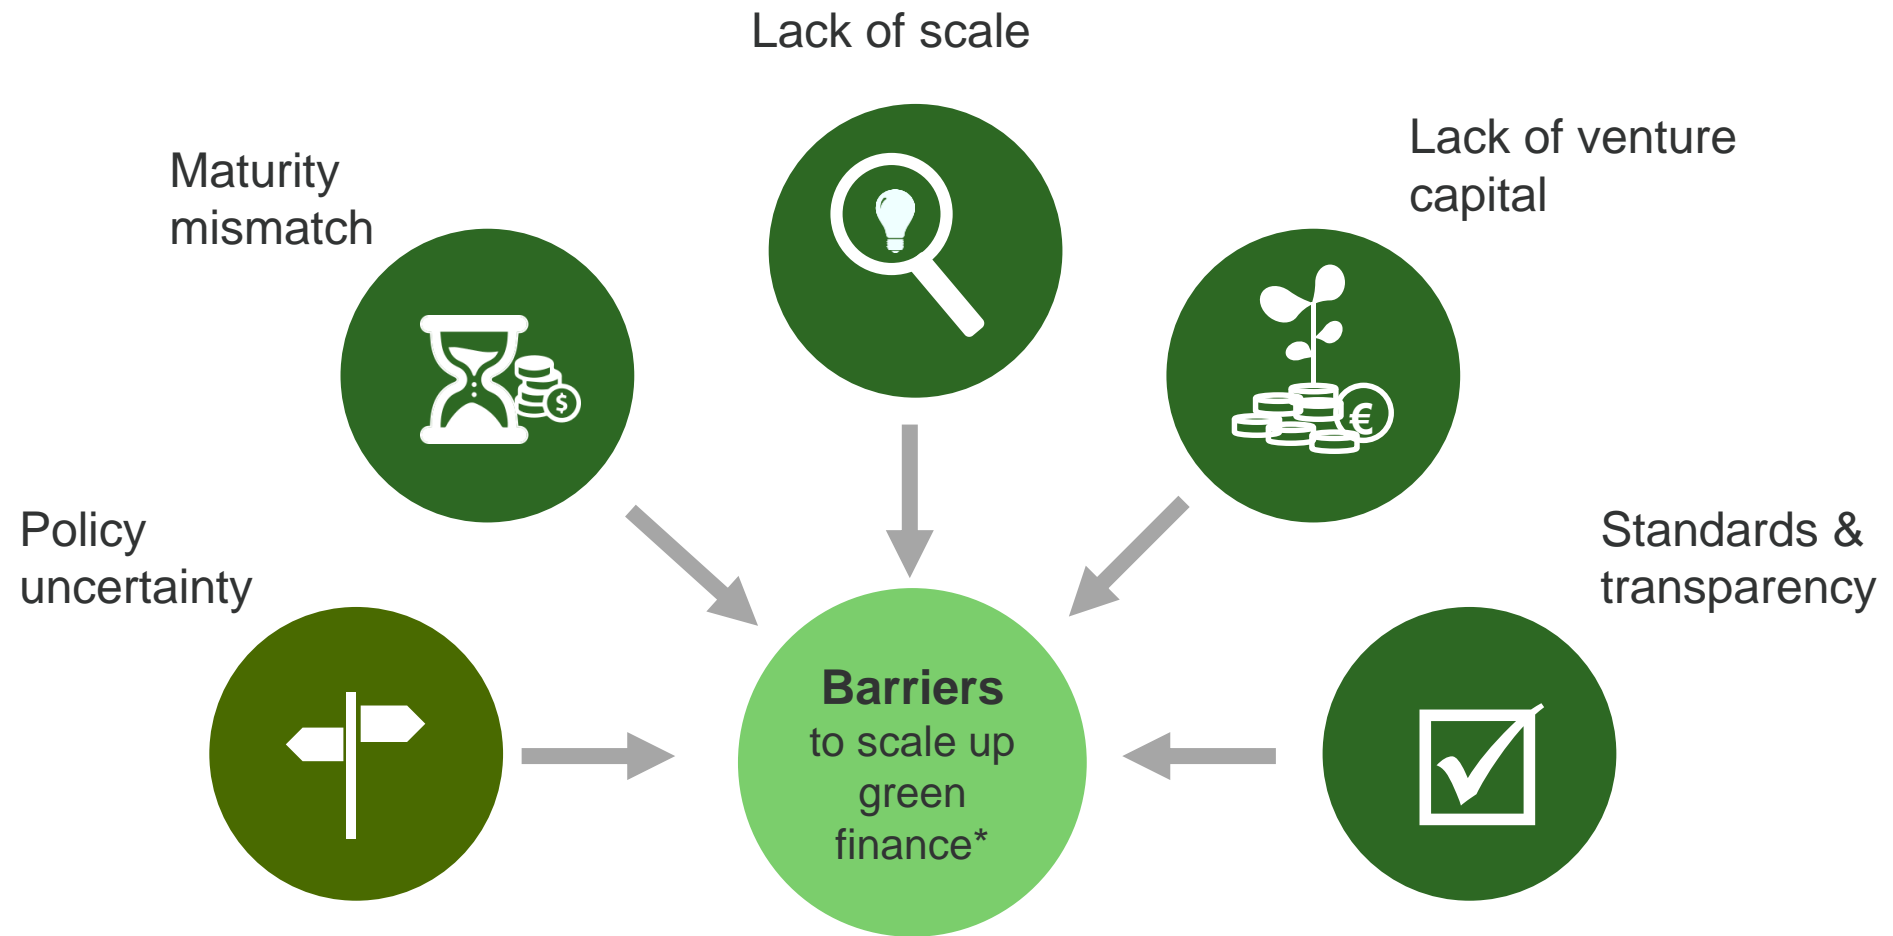 Lack of scale
Lack of venture
capital
Maturity
mismatch
Policy
uncertainty
Standards &
transparency
$
€
Barriers
to scale up
green
finance*